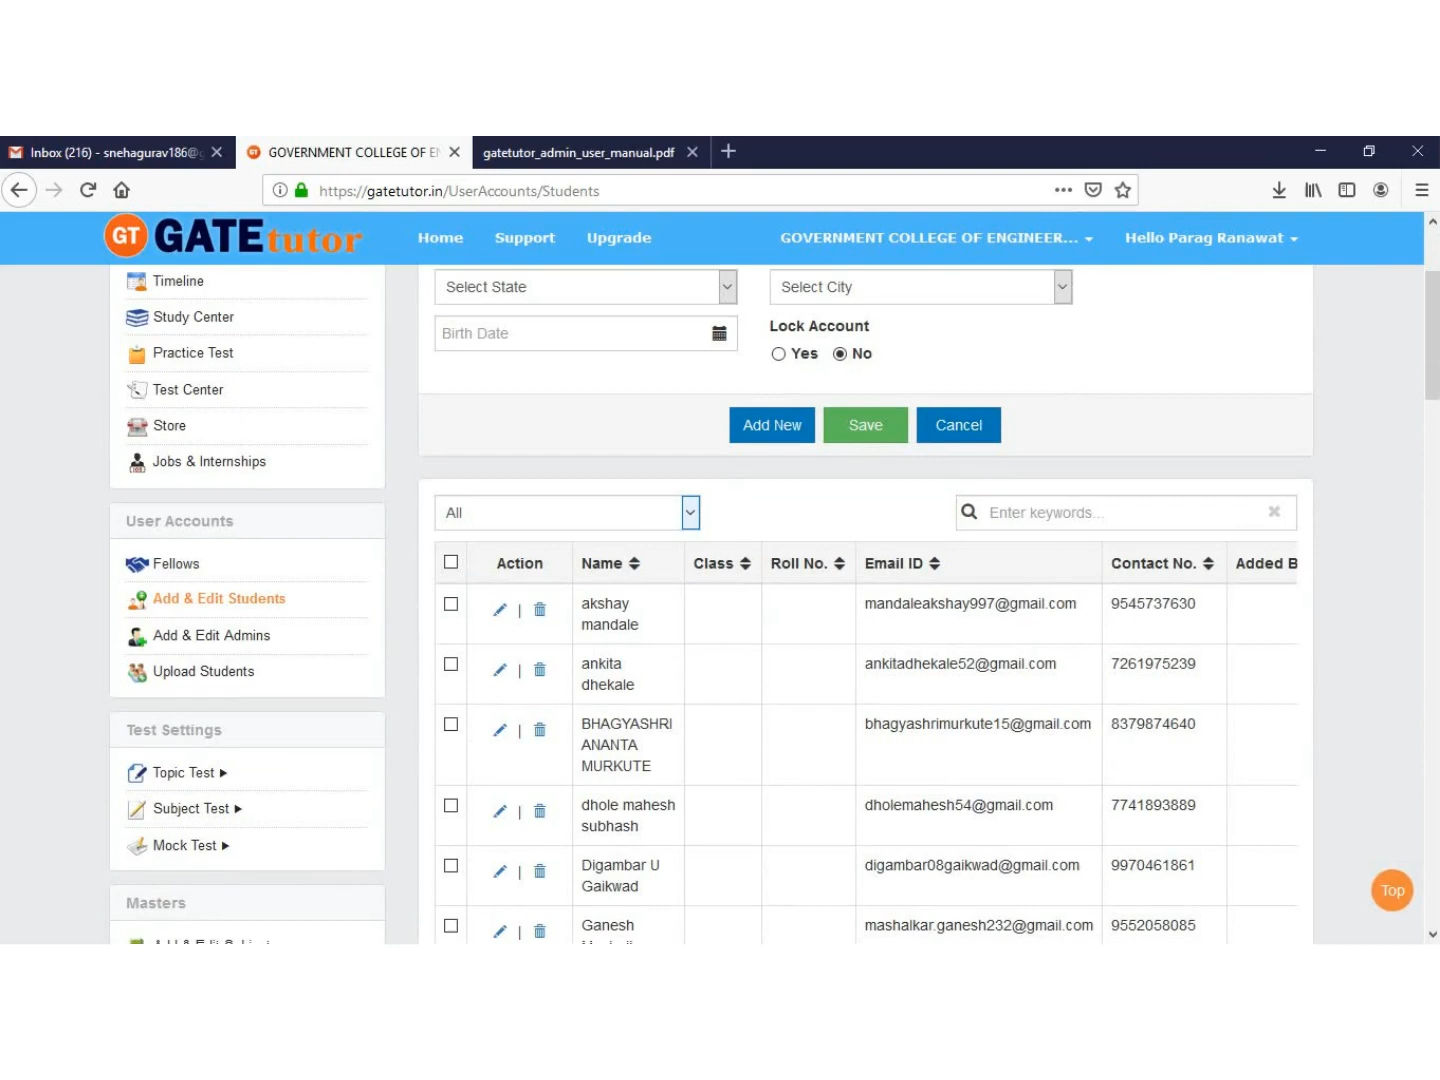 Inbox (216) - snehagurav186@
GOVERNMENT COLLEGE OF EN
gatetutor_admin_user_manual.pdf
https://gatetutor.in/UserAccounts/Students
GT GATEtutor
Home
Support
Upgrade
GOVERNMENT COLLEGE OF ENGINEER...
Hello Parag Ranawat
Timeline
Study Center
Practice Test
Test Center
Store
Jobs & Internships
User Accounts
Fellows
Add & Edit Students
Add & Edit Admins
Upload Students
Test Settings
Topic Test
Subject Test
Mock Test
Masters
Select State
Select City
Birth Date
Lock Account
Yes No
Add New
Save
Cancel
All
Enter keywords...
Action Name Class Roll No. Email ID Contact No. Added B
akshay mandaleakshay997@gmail.com 9545737630
mandale
ankita ankitadhekale52@gmail.com 7261975239
dhekale
BHAGYASHRI bhagyashrimurkute15@gmail.com 8379874640
ANANTA
MURKUTE
dhole mahesh dholemahesh54@gmail.com 7741893889
subhash
Digambar U digambar08gaikwad@gmail.com 9970461861
Gaikwad
Ganesh mashalkar.ganesh232@gmail.com 9552058085
Top